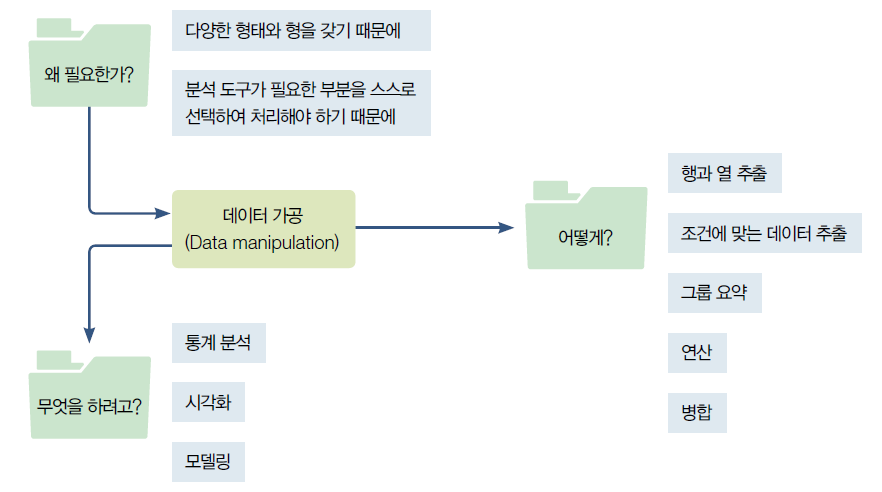 왜 필요한가?
다양한 형태와 형을 갖기 때문에
분석 도구가 필요한 부분을 스스로
선택하여 처리해야 하기 때문에
데이터 가공
(Data manipulation)
어떻게?
행과 열 추출
조건에 맞는 데이터 추출
그룹 요약
연산
병합
무엇을 하려고?
통계 분석
시각화
모델링